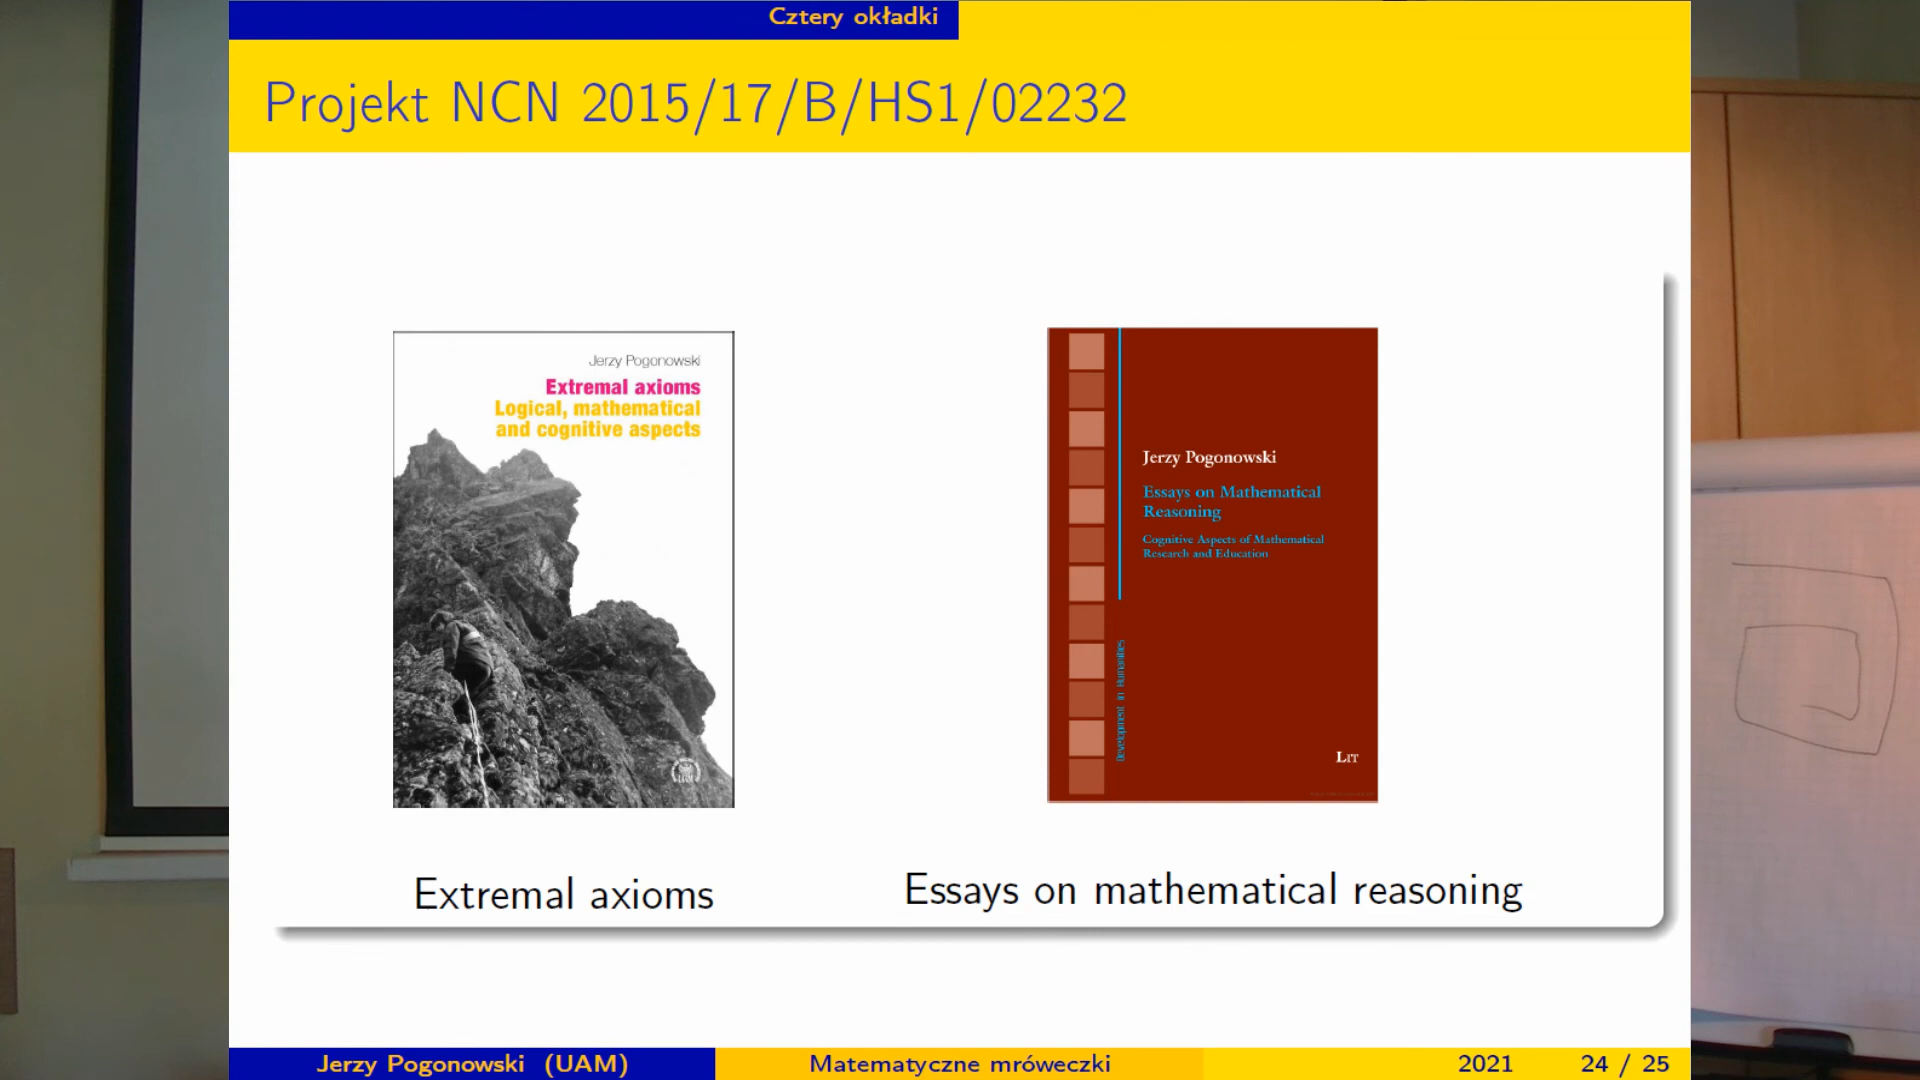 Cztery okładki
Projekt NCN 2015/17/B/HS1/02232
Jerzy Pogonowski
Extremal axioms
Logical, mathematical
and cognitive aspects
UAM
Jerzy Pogonowski
Essays on Mathematical
Reasoning
Cognitive Aspects of Mathematical
Research and Education
Development in Humanities
LIT
Extremal axioms
Essays on mathematical reasoning
Jerzy Pogonowski (UAM)
Matematyczne mróweczki
2021
24 / 25